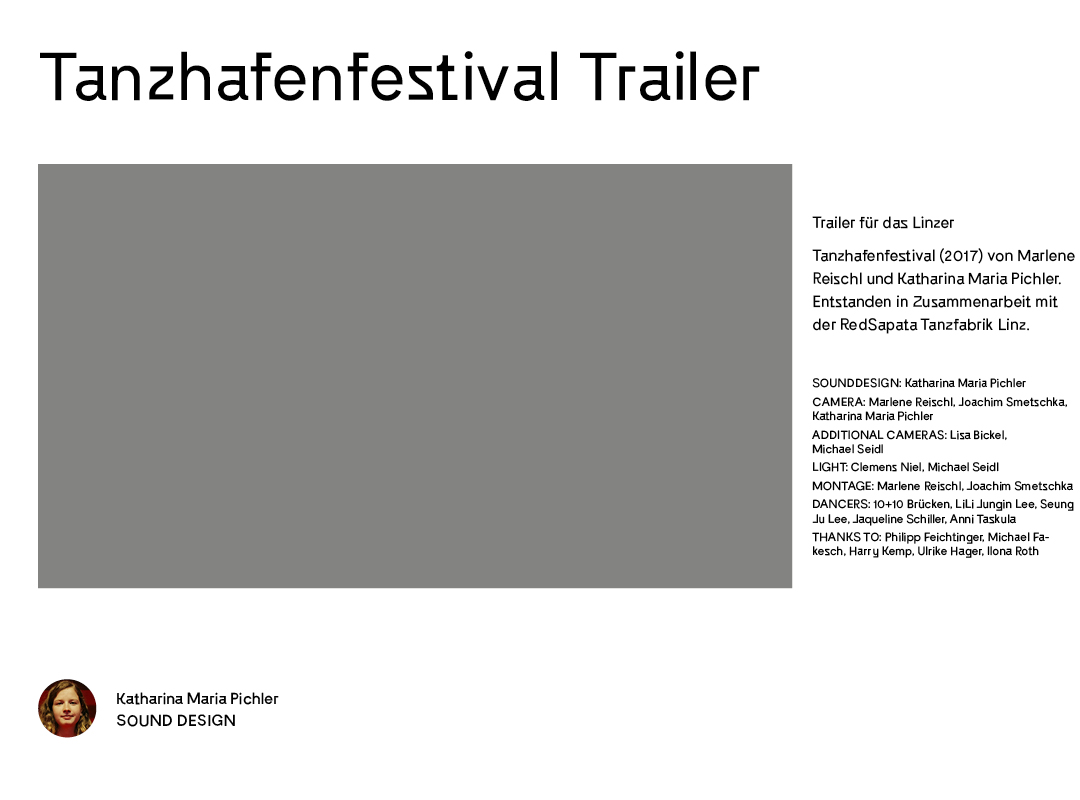 Tanzhafenfestival Trailer
Trailer für das Linzer
Tanzhafenfestival (2017) von Marlene
Reischl und Katharina Maria Pichler.
Entstanden in Zusammenarbeit mit
der RedSapata Tanzfabrik Linz.
SOUNDDESIGN: Katharina Maria Pichler
CAMERA: Marlene Reischl, Joachim Smetschka,
Katharina Maria Pichler
ADDITIONAL CAMERAS: Lisa Bickel,
Michael Seidl
LIGHT: Clemens Niel, Michael Seidl
MONTAGE: Marlene Reischl, Joachim Smetschka
DANCERS: 10+10 Brücken, LiLi Jungin Lee, Seung
Ju Lee, Jaqueline Schiller, Anni Taskula
THANKS TO: Philipp Feichtinger, Michael Fa-
kesch, Harry Kemp, Ulrike Hager, Ilona Roth
Katharina Maria Pichler
SOUND DESIGN